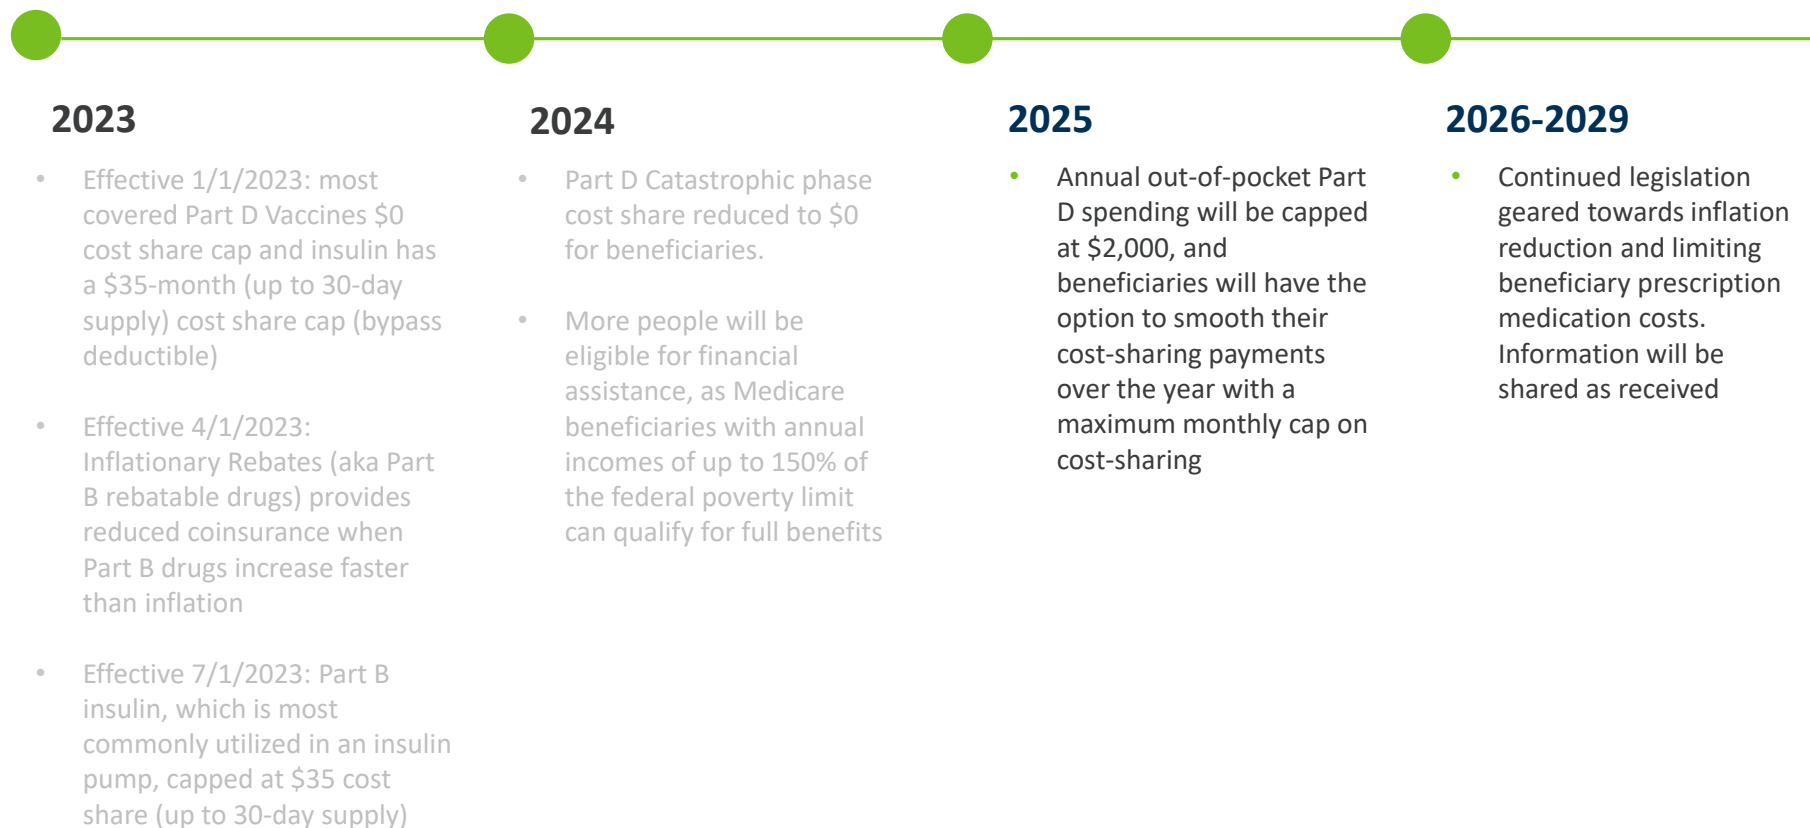 2023
• Effective 1/1/2023: most
covered Part D Vaccines $0
cost share cap and insulin has
a $35-month (up to 30-day
supply) cost share cap (bypass
deductible)
• Effective 4/1/2023:
Inflationary Rebates (aka Part
B rebatable drugs) provides
reduced coinsurance when
Part B drugs increase faster
than inflation
• Effective 7/1/2023: Part B
insulin, which is most
commonly utilized in an insulin
pump, capped at $35 cost
share (up to 30-day supply)
2024
• Part D Catastrophic phase
cost share reduced to $0
for beneficiaries.
• More people will be
eligible for financial
assistance, as Medicare
beneficiaries with annual
incomes of up to 150% of
the federal poverty limit
can qualify for full benefits
2025
• Annual out-of-pocket Part
D spending will be capped
at $2,000, and
beneficiaries will have the
option to smooth their
cost-sharing payments
over the year with a
maximum monthly cap on
cost-sharing
2026-2029
• Continued legislation
geared towards inflation
reduction and limiting
beneficiary prescription
medication costs.
Information will be
shared as received